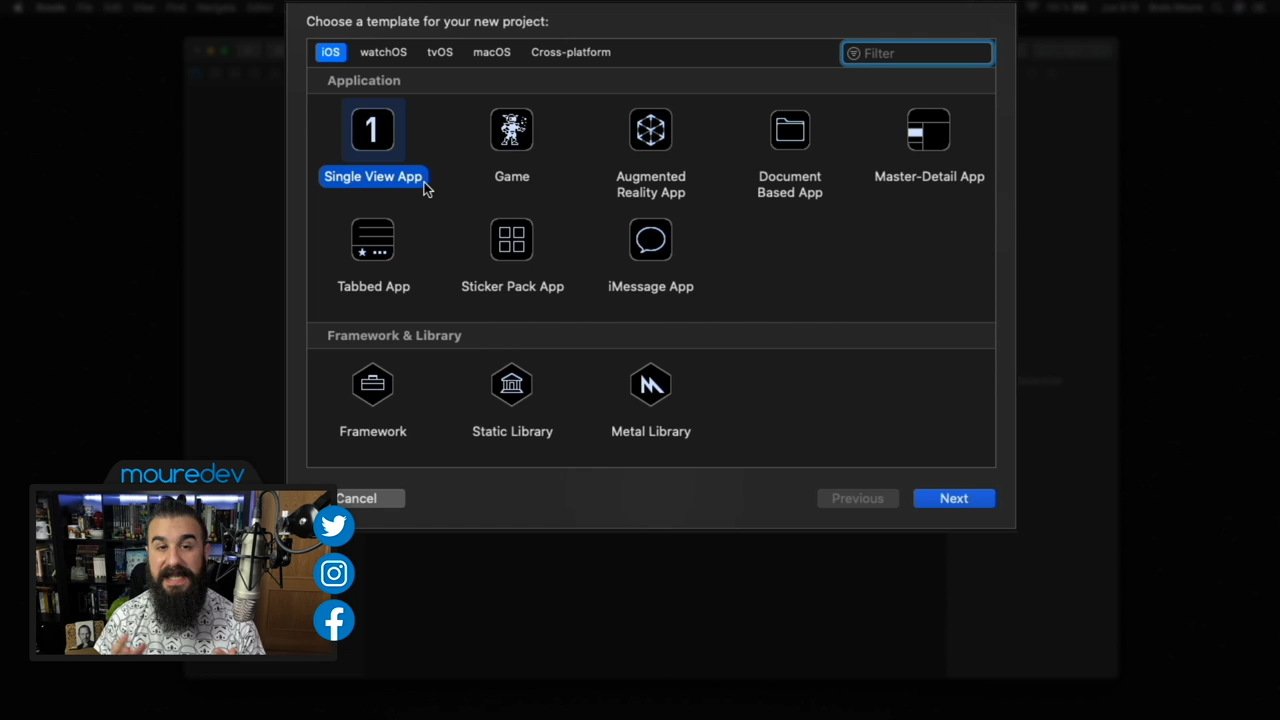 Choose a template for your new project:
iOS watchOS tvOS macOS Cross-platform
Filter
Application
1
Single View App
Game
Augmented
Reality App
Document
Based App
Master-Detail App
Tabbed App
Sticker Pack App
iMessage App
Framework & Library
Framework
Static Library
Metal Library
mouredev
Cancel
Previous
Next